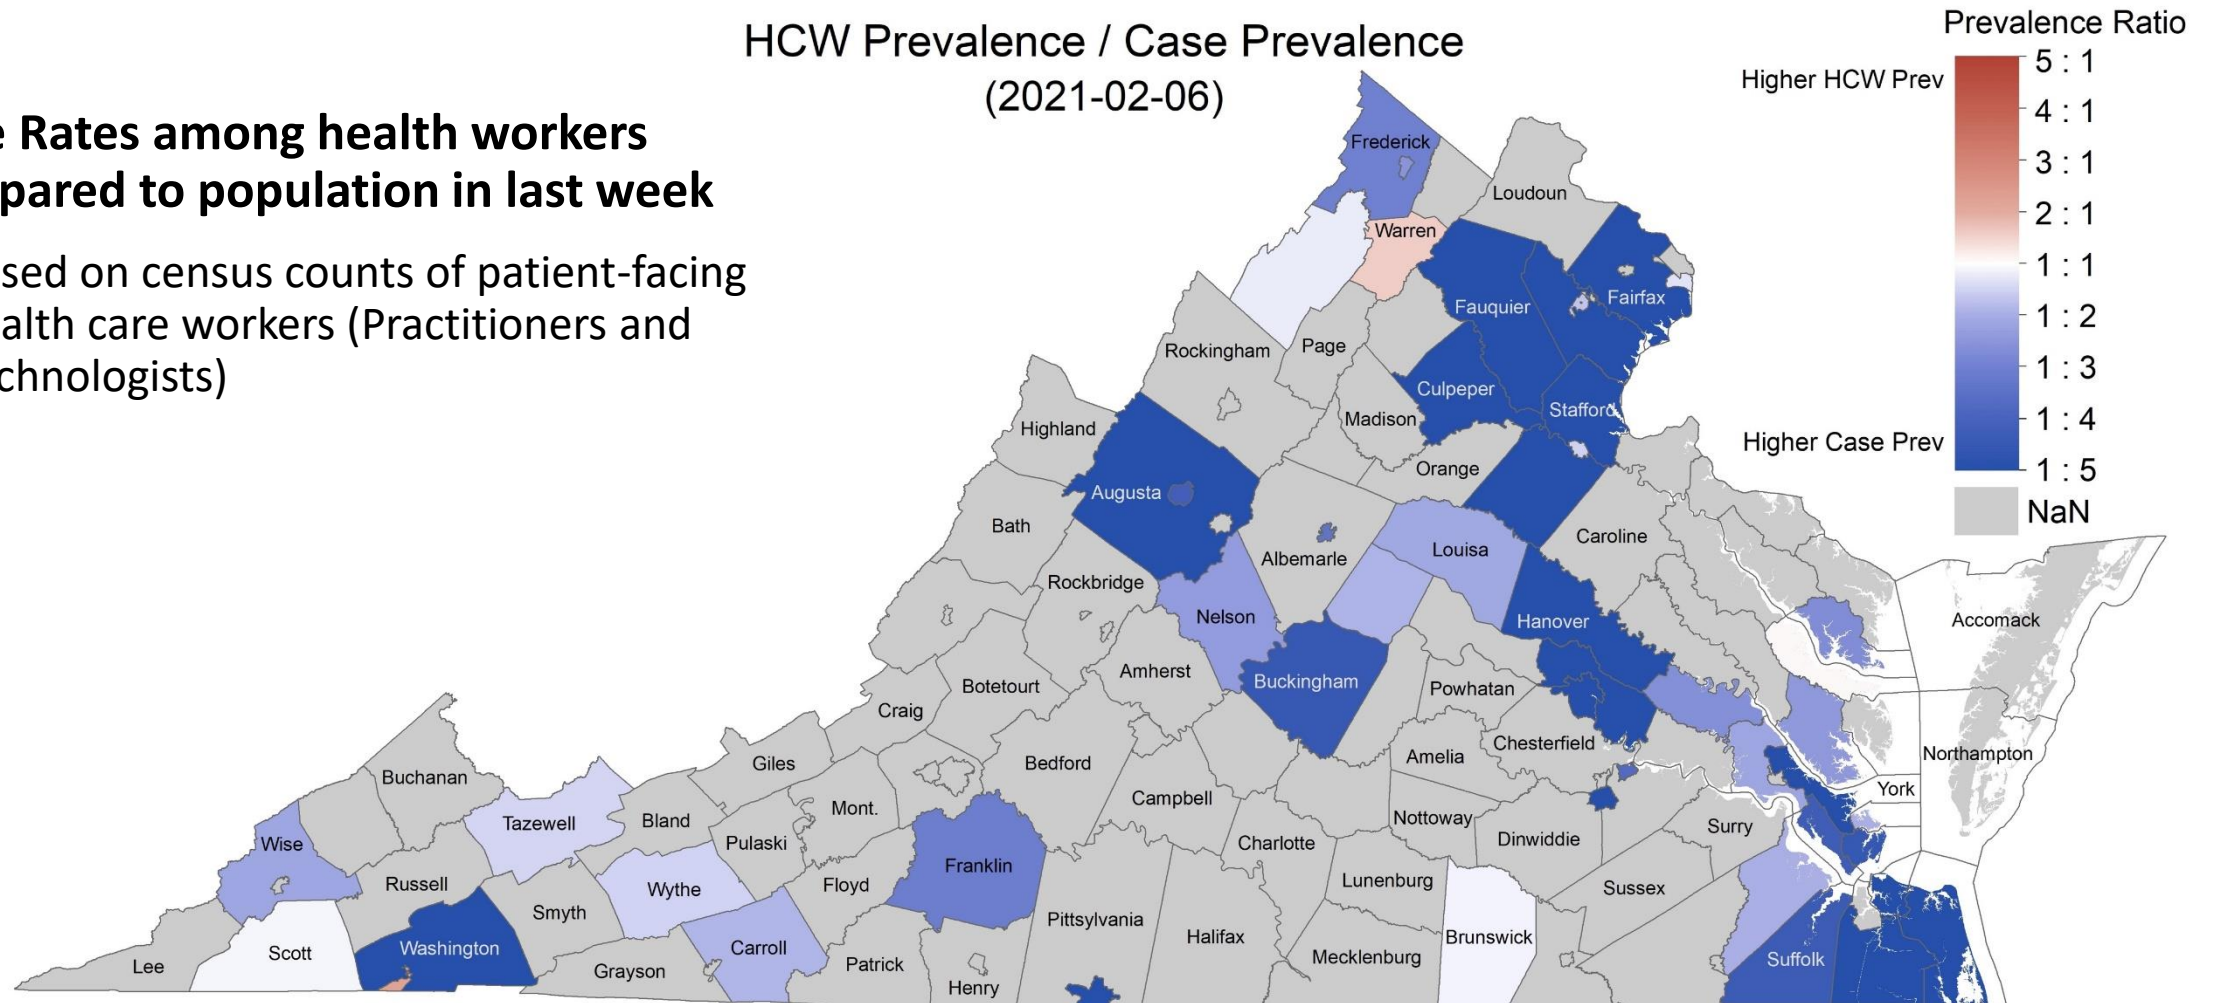 HCW Prevalence / Case Prevalence
(2021-02-06)
e Rates among health workers
pared to population in last week
sed on census counts of patient-facing
alth care workers (Practitioners and
chnologists)
Prevalence Ratio
Higher HCW Prev
5 : 1
4 : 1
3 : 1
2 : 1
1 : 1
1 : 2
1 : 3
1 : 4
Higher Case Prev
1 : 5
NaN
Frederick
Loudoun
Warren
Fairfax
Fauquier
Rockingham
Page
Culpeper
Stafford
Madison
Highland
Orange
Augusta
Bath
Caroline
Louisa
Albemarle
Rockbridge
Nelson
Hanover
Accomack
Amherst
Buckingham
Botetourt
Powhatan
Craig
Chesterfield
Northampton
Amelia
Giles
Bedford
Buchanan
York
Campbell
Mont.
Nottoway
Bland
Tazewell
Surry
Dinwiddie
Charlotte
Pulaski
Wise
Franklin
Lunenburg
Russell
Floyd
Wythe
Sussex
Smyth
Pittsylvania
Halifax
Brunswick
Washington
Carroll
Scott
Mecklenburg
Suffolk
Patrick
Lee
Grayson
Henry